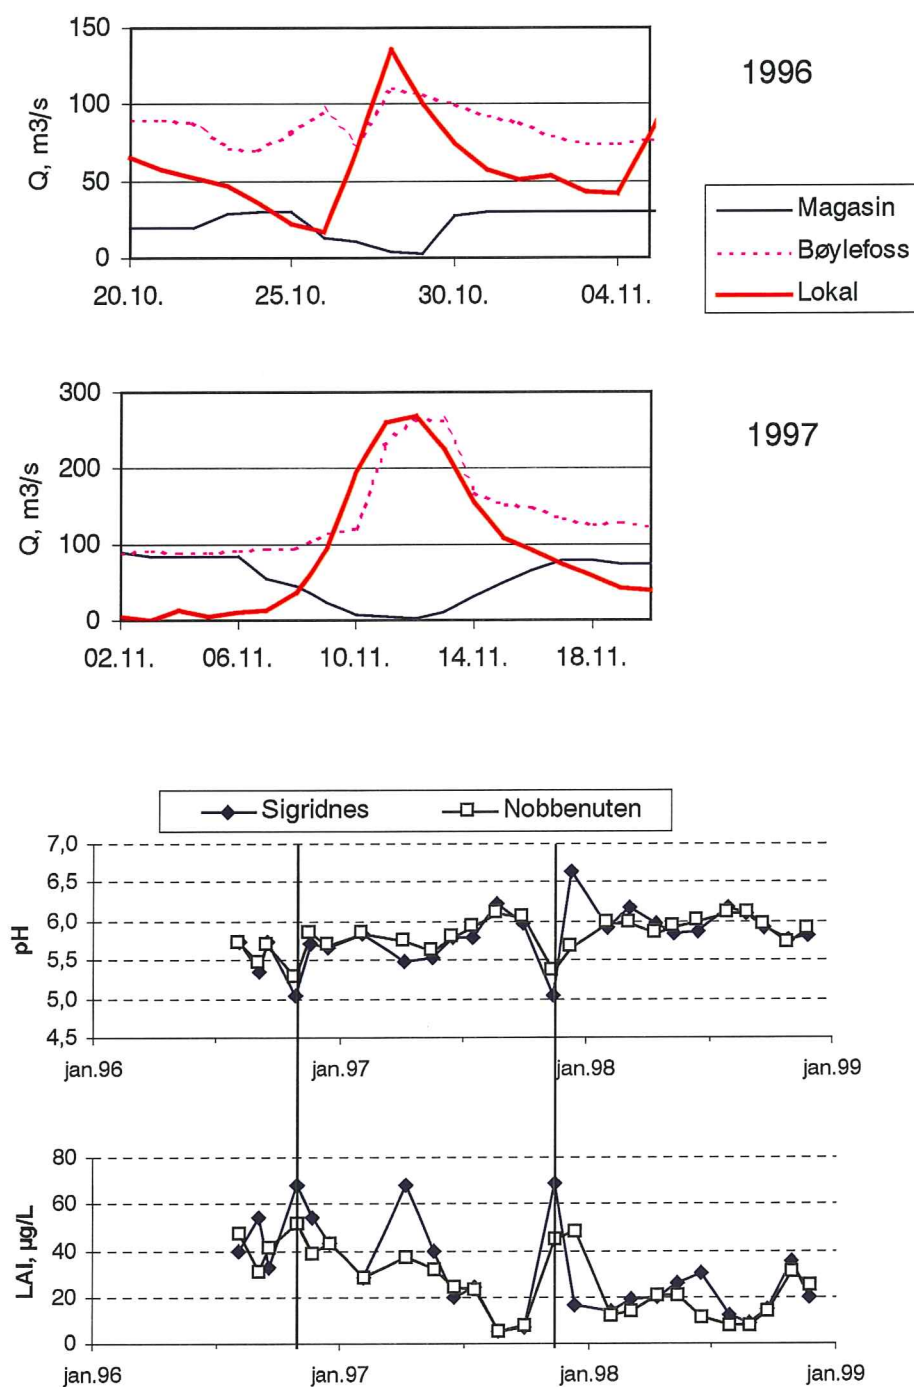 150
100
50
0
Q, m3/s
20.10.
25.10.
30.10.
04.11.
1996
Magasin
Bøylefoss
Lokal
300
200
100
0
Q, m3/s
02.11.
06.11.
10.11.
14.11.
18.11.
1997
Sigridnes
Nobbenuten
7,0
6,5
6,0
5,5
5,0
4,5
pH
jan.96
jan.97
jan.98
jan.99
80
60
40
20
0
LAl, µg/L
jan.96
jan.97
jan.98
jan.99